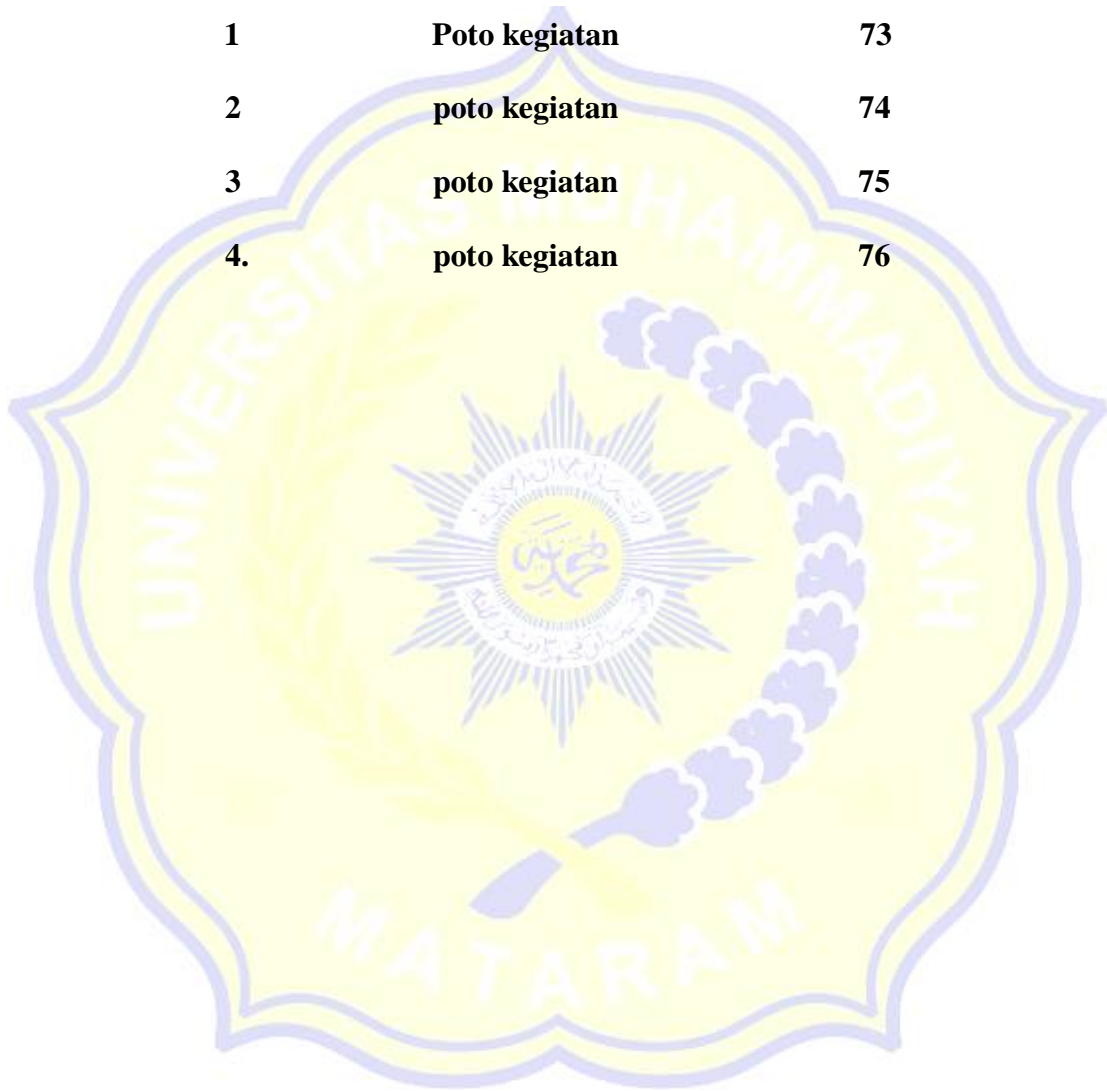 1 Poto kegiatan 73
2 poto kegiatan 74
3 poto kegiatan 75
4. poto kegiatan 76
UNIVERSITAS MUHAMMADIYAH
MATARAM